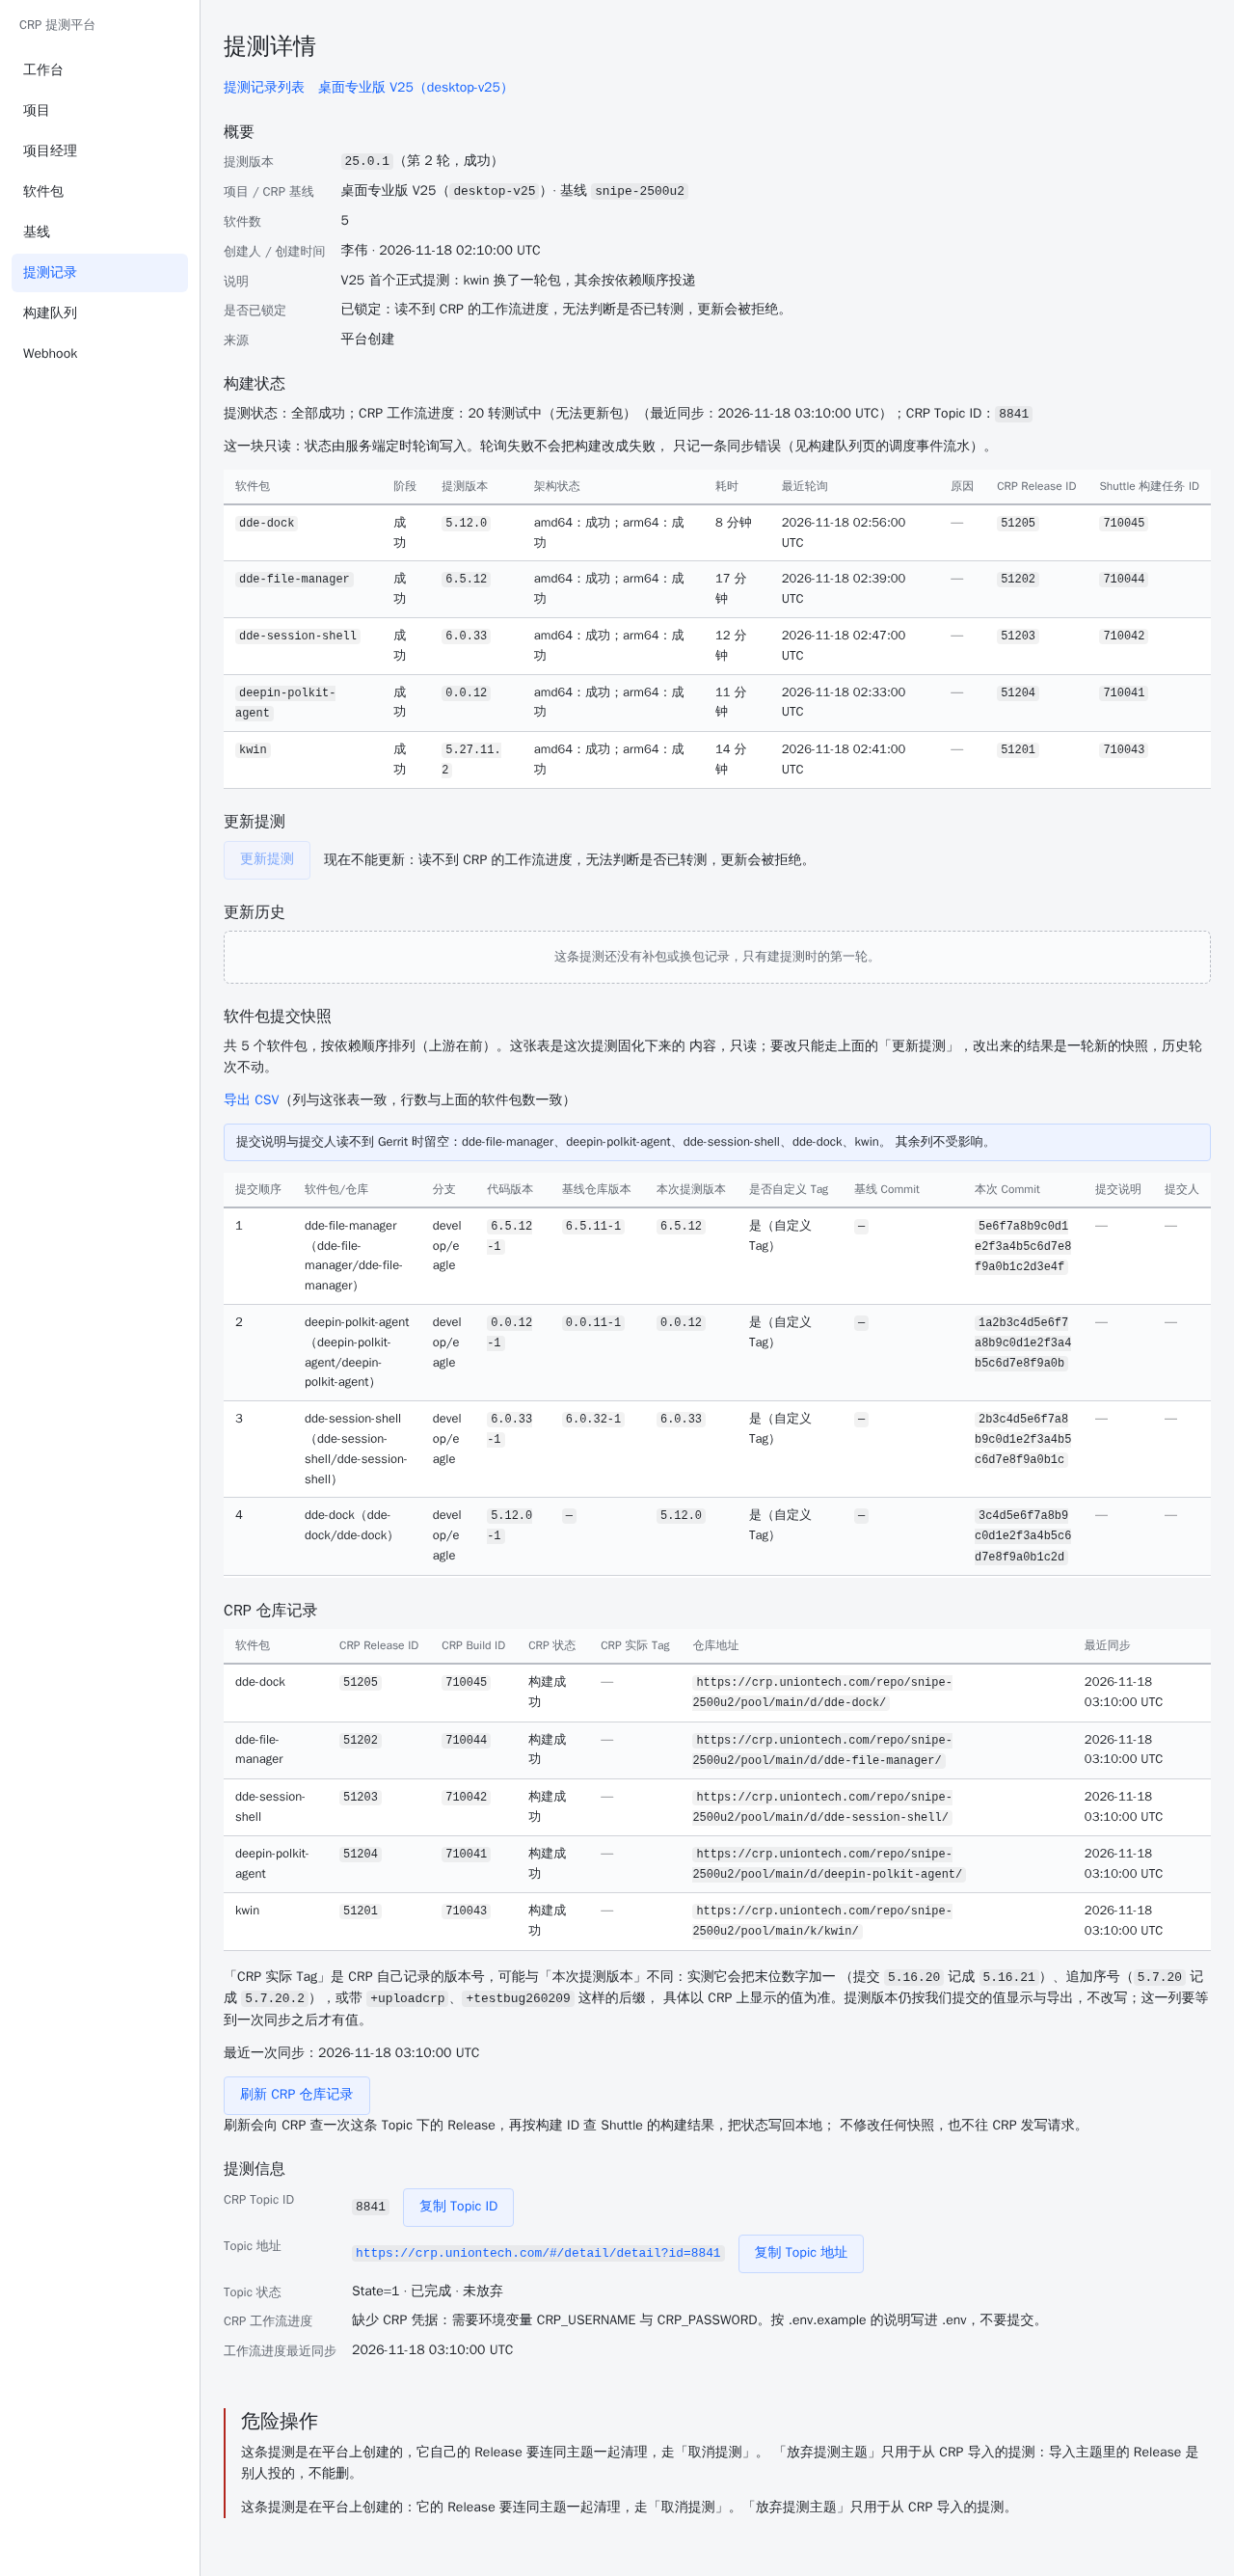 CRP 提测平台
工作台
项目
项目经理
软件包
基线
提测记录
构建队列
Webhook
提测详情
提测记录列表 桌面专业版 V25（desktop-v25）
概要
提测版本 25.0.1（第 2 轮，成功）
项目 / CRP 基线 桌面专业版 V25（desktop-v25）· 基线 snipe-2500u2
软件数 5
创建人 / 创建时间 李伟 · 2026-11-18 02:10:00 UTC
说明 V25 首个正式提测：kwin 换了一轮包，其余按依赖顺序投递
是否已锁定 已锁定：读不到 CRP 的工作流进度，无法判断是否已转测，更新会被拒绝。
来源 平台创建
构建状态
提测状态：全部成功；CRP 工作流进度：20 转测试中（无法更新包）（最近同步：2026-11-18 03:10:00 UTC）；CRP Topic ID：8841
这一块只读：状态由服务端定时轮询写入。轮询失败不会把构建改成失败， 只记一条同步错误（见构建队列页的调度事件流水）。
软件包 阶段 提测版本 架构状态 耗时 最近轮询 原因 CRP Release ID Shuttle 构建任务 ID
dde-dock 成 5.12.0 amd64：成功；arm64：成 8 分钟 2026-11-18 02:56:00 — 51205 710045
功 功 UTC
dde-file-manager 成 6.5.12 amd64：成功；arm64：成 17 分 2026-11-18 02:39:00 — 51202 710044
功 功 钟 UTC
dde-session-shell 成 6.0.33 amd64：成功；arm64：成 12 分 2026-11-18 02:47:00 — 51203 710042
功 功 钟 UTC
deepin-polkit- 成 0.0.12 amd64：成功；arm64：成 11 分 2026-11-18 02:33:00 — 51204 710041
agent 功 功 钟 UTC
kwin 成 5.27.11. amd64：成功；arm64：成 14 分 2026-11-18 02:41:00 — 51201 710043
功 2 功 钟 UTC
更新提测
更新提测 现在不能更新：读不到 CRP 的工作流进度，无法判断是否已转测，更新会被拒绝。
更新历史
这条提测还没有补包或换包记录，只有建提测时的第一轮。
软件包提交快照
共 5 个软件包，按依赖顺序排列（上游在前）。这张表是这次提测固化下来的 内容，只读；要改只能走上面的「更新提测」，改出来的结果是一轮新的快照，历史轮
次不动。
导出 CSV（列与这张表一致，行数与上面的软件包数一致）
提交说明与提交人读不到 Gerrit 时留空：dde-file-manager、deepin-polkit-agent、dde-session-shell、dde-dock、kwin。 其余列不受影响。
提交顺序 软件包/仓库 分支 代码版本 基线仓库版本 本次提测版本 是否自定义 Tag 基线 Commit 本次 Commit 提交说明 提交人
1 dde-file-manager devel 6.5.12 6.5.11-1 6.5.12 是（自定义 — 5e6f7a8b9c0d1 — —
（dde-file- op/e -1 Tag） e2f3a4b5c6d7e8
manager/dde-file- agle f9a0b1c2d3e4f
manager）
2 deepin-polkit-agent devel 0.0.12 0.0.11-1 0.0.12 是（自定义 — 1a2b3c4d5e6f7 — —
（deepin-polkit- op/e -1 Tag） a8b9c0d1e2f3a4
agent/deepin- agle b5c6d7e8f9a0b
polkit-agent）
3 dde-session-shell devel 6.0.33 6.0.32-1 6.0.33 是（自定义 — 2b3c4d5e6f7a8 — —
（dde-session- op/e -1 Tag） b9c0d1e2f3a4b5
shell/dde-session- agle c6d7e8f9a0b1c
shell）
4 dde-dock（dde- devel 5.12.0 — 5.12.0 是（自定义 — 3c4d5e6f7a8b9 — —
dock/dde-dock） op/e -1 Tag） c0d1e2f3a4b5c6
agle d7e8f9a0b1c2d
CRP 仓库记录
软件包 CRP Release ID CRP Build ID CRP 状态 CRP 实际 Tag 仓库地址 最近同步
dde-dock 51205 710045 构建成 — https://crp.uniontech.com/repo/snipe- 2026-11-18
功 2500u2/pool/main/d/dde-dock/ 03:10:00 UTC
dde-file- 51202 710044 构建成 — https://crp.uniontech.com/repo/snipe- 2026-11-18
manager 功 2500u2/pool/main/d/dde-file-manager/ 03:10:00 UTC
dde-session- 51203 710042 构建成 — https://crp.uniontech.com/repo/snipe- 2026-11-18
shell 功 2500u2/pool/main/d/dde-session-shell/ 03:10:00 UTC
deepin-polkit- 51204 710041 构建成 — https://crp.uniontech.com/repo/snipe- 2026-11-18
agent 功 2500u2/pool/main/d/deepin-polkit-agent/ 03:10:00 UTC
kwin 51201 710043 构建成 — https://crp.uniontech.com/repo/snipe- 2026-11-18
功 2500u2/pool/main/k/kwin/ 03:10:00 UTC
「CRP 实际 Tag」是 CRP 自己记录的版本号，可能与「本次提测版本」不同：实测它会把末位数字加一 （提交 5.16.20 记成 5.16.21）、追加序号（5.7.20 记
成 5.7.20.2），或带 +uploadcrp、+testbug260209 这样的后缀， 具体以 CRP 上显示的值为准。提测版本仍按我们提交的值显示与导出，不改写；这一列要等
到一次同步之后才有值。
最近一次同步：2026-11-18 03:10:00 UTC
刷新 CRP 仓库记录
刷新会向 CRP 查一次这条 Topic 下的 Release，再按构建 ID 查 Shuttle 的构建结果，把状态写回本地； 不修改任何快照，也不往 CRP 发写请求。
提测信息
CRP Topic ID 8841 复制 Topic ID
Topic 地址 https://crp.uniontech.com/#/detail/detail?id=8841 复制 Topic 地址
Topic 状态 State=1 · 已完成 · 未放弃
CRP 工作流进度 缺少 CRP 凭据：需要环境变量 CRP_USERNAME 与 CRP_PASSWORD。按 .env.example 的说明写进 .env，不要提交。
工作流进度最近同步 2026-11-18 03:10:00 UTC
危险操作
这条提测是在平台上创建的，它自己的 Release 要连同主题一起清理，走「取消提测」。 「放弃提测主题」只用于从 CRP 导入的提测：导入主题里的 Release 是
别人投的，不能删。
这条提测是在平台上创建的：它的 Release 要连同主题一起清理，走「取消提测」。「放弃提测主题」只用于从 CRP 导入的提测。